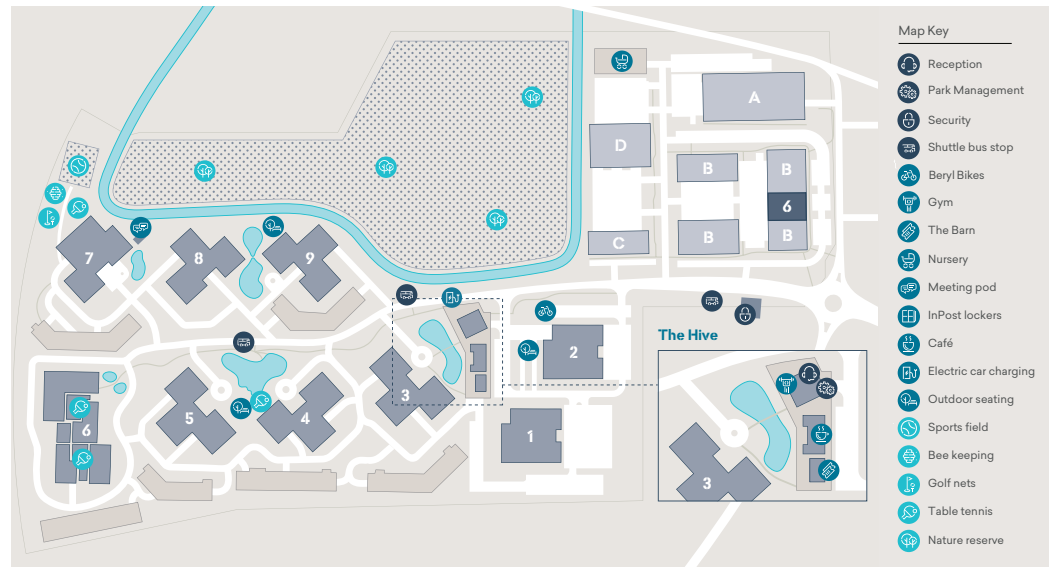 A
D
B
B
6
C
B
B
7
8
9
The Hive
2
3
5
4
6
1
3
Map Key
Reception
Park Management
Security
Shuttle bus stop
Beryl Bikes
Gym
The Barn
Nursery
Meeting pod
InPost lockers
Café
Electric car charging
Outdoor seating
Sports field
Bee keeping
Golf nets
Table tennis
Nature reserve